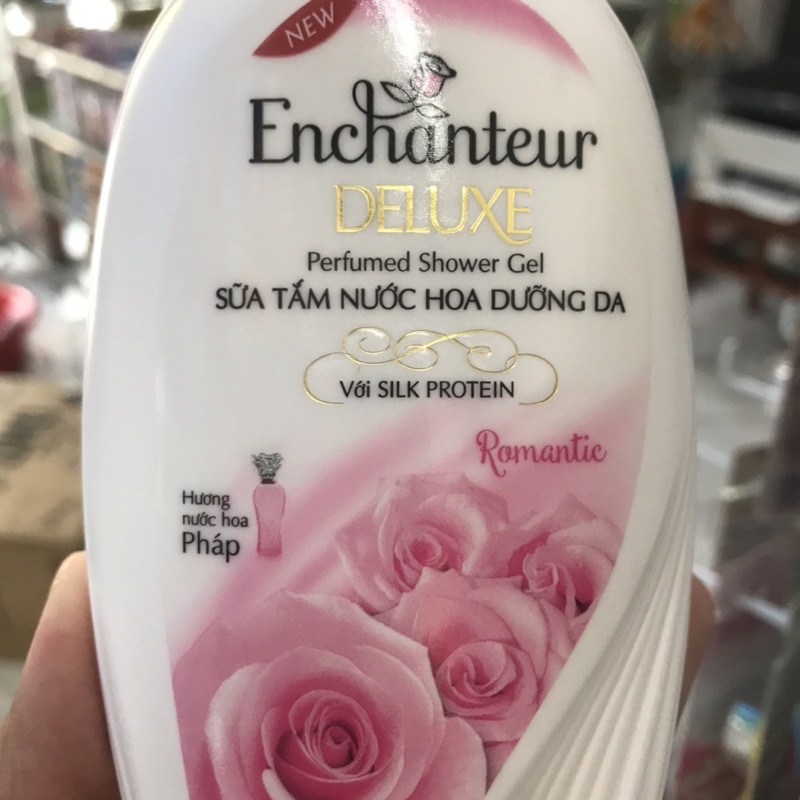 NEW
Enchanteur
DELUXE
Perfumed Shower Gel
SỮA TẮM NƯỚC HOA DƯỠNG DA
Với SILK PROTEIN
Romantic
Hương
nước hoa
Pháp